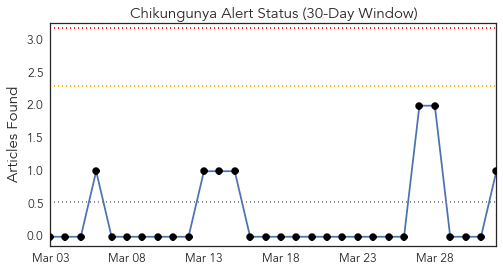 Chikungunya Alert Status (30-Day Window)
Articles Found
3.0
2.5
2.0
1.5
1.0
0.5
0.0
Mar 03 Mar 08 Mar 13 Mar 18 Mar 23 Mar 28